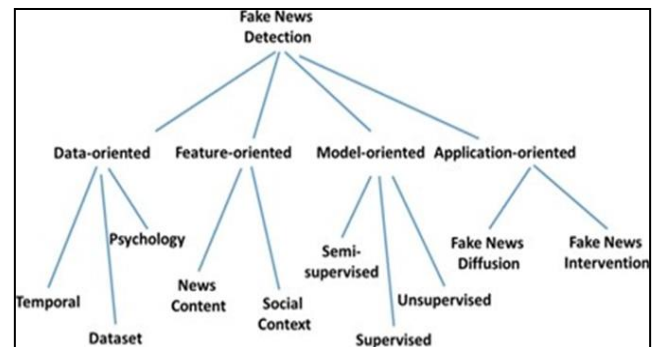 Fake News
Detection
Data-oriented
Feature-oriented
Model-oriented
Application-oriented
Temporal
Dataset
Psychology
News
Content
Social
Context
Semi-
supervised
Supervised
Unsupervised
Fake News
Diffusion
Fake News
Intervention